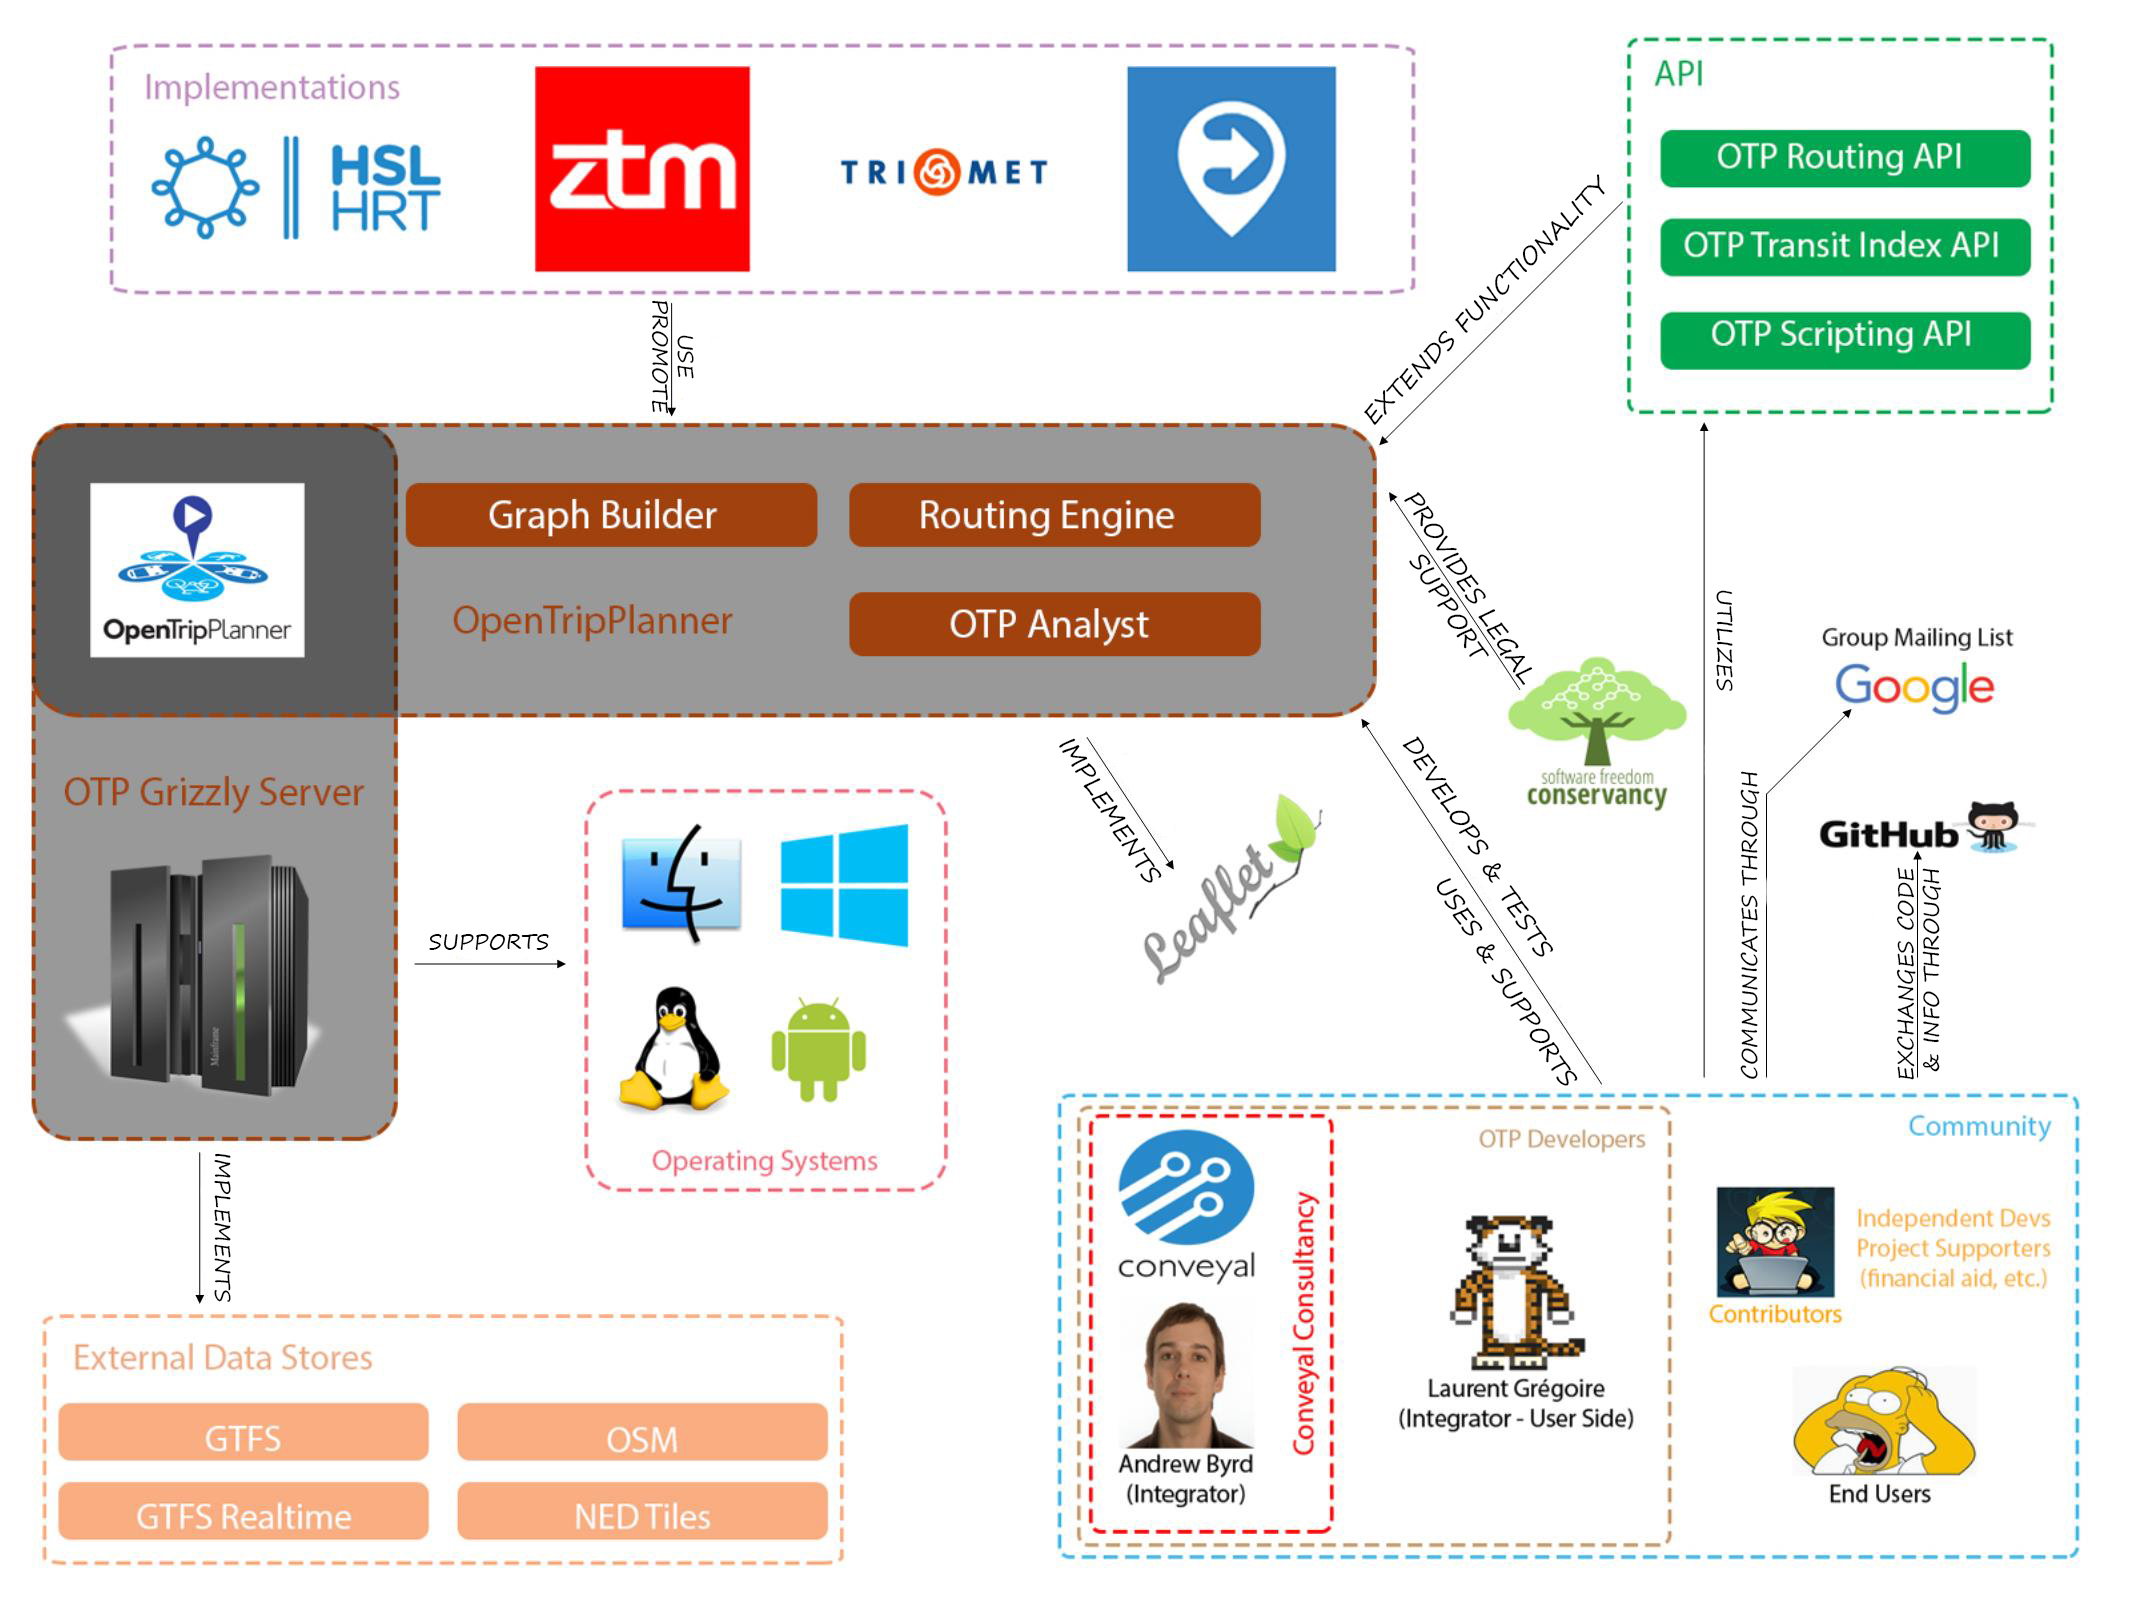 Implementations
HSL
HRT
ztm
TRI MET
API
OTP Routing API
OTP Transit Index API
OTP Scripting API
USE
PROMOTE
EXTENDS FUNCTIONALITY
OpenTripPlanner
Graph Builder
Routing Engine
OpenTripPlanner
OTP Analyst
PROVIDES LEGAL
SUPPORT
software freedom
conservancy
UTILIZES
Group Mailing List
Google
GitHub
COMMUNICATES THROUGH
EXCHANGES CODE
& INFO THROUGH
IMPLEMENTS
Leaflet
DEVELOPS & TESTS
USES & SUPPORTS
OTP Grizzly Server
Mainframe
SUPPORTS
Operating Systems
IMPLEMENTS
External Data Stores
GTFS
OSM
GTFS Realtime
NED Tiles
Community
OTP Developers
conveyal
Conveyal Consultancy
Andrew Byrd
(Integrator)
Laurent Grégoire
(Integrator - User Side)
Independent Devs
Project Supporters
(financial aid, etc.)
Contributors
End Users